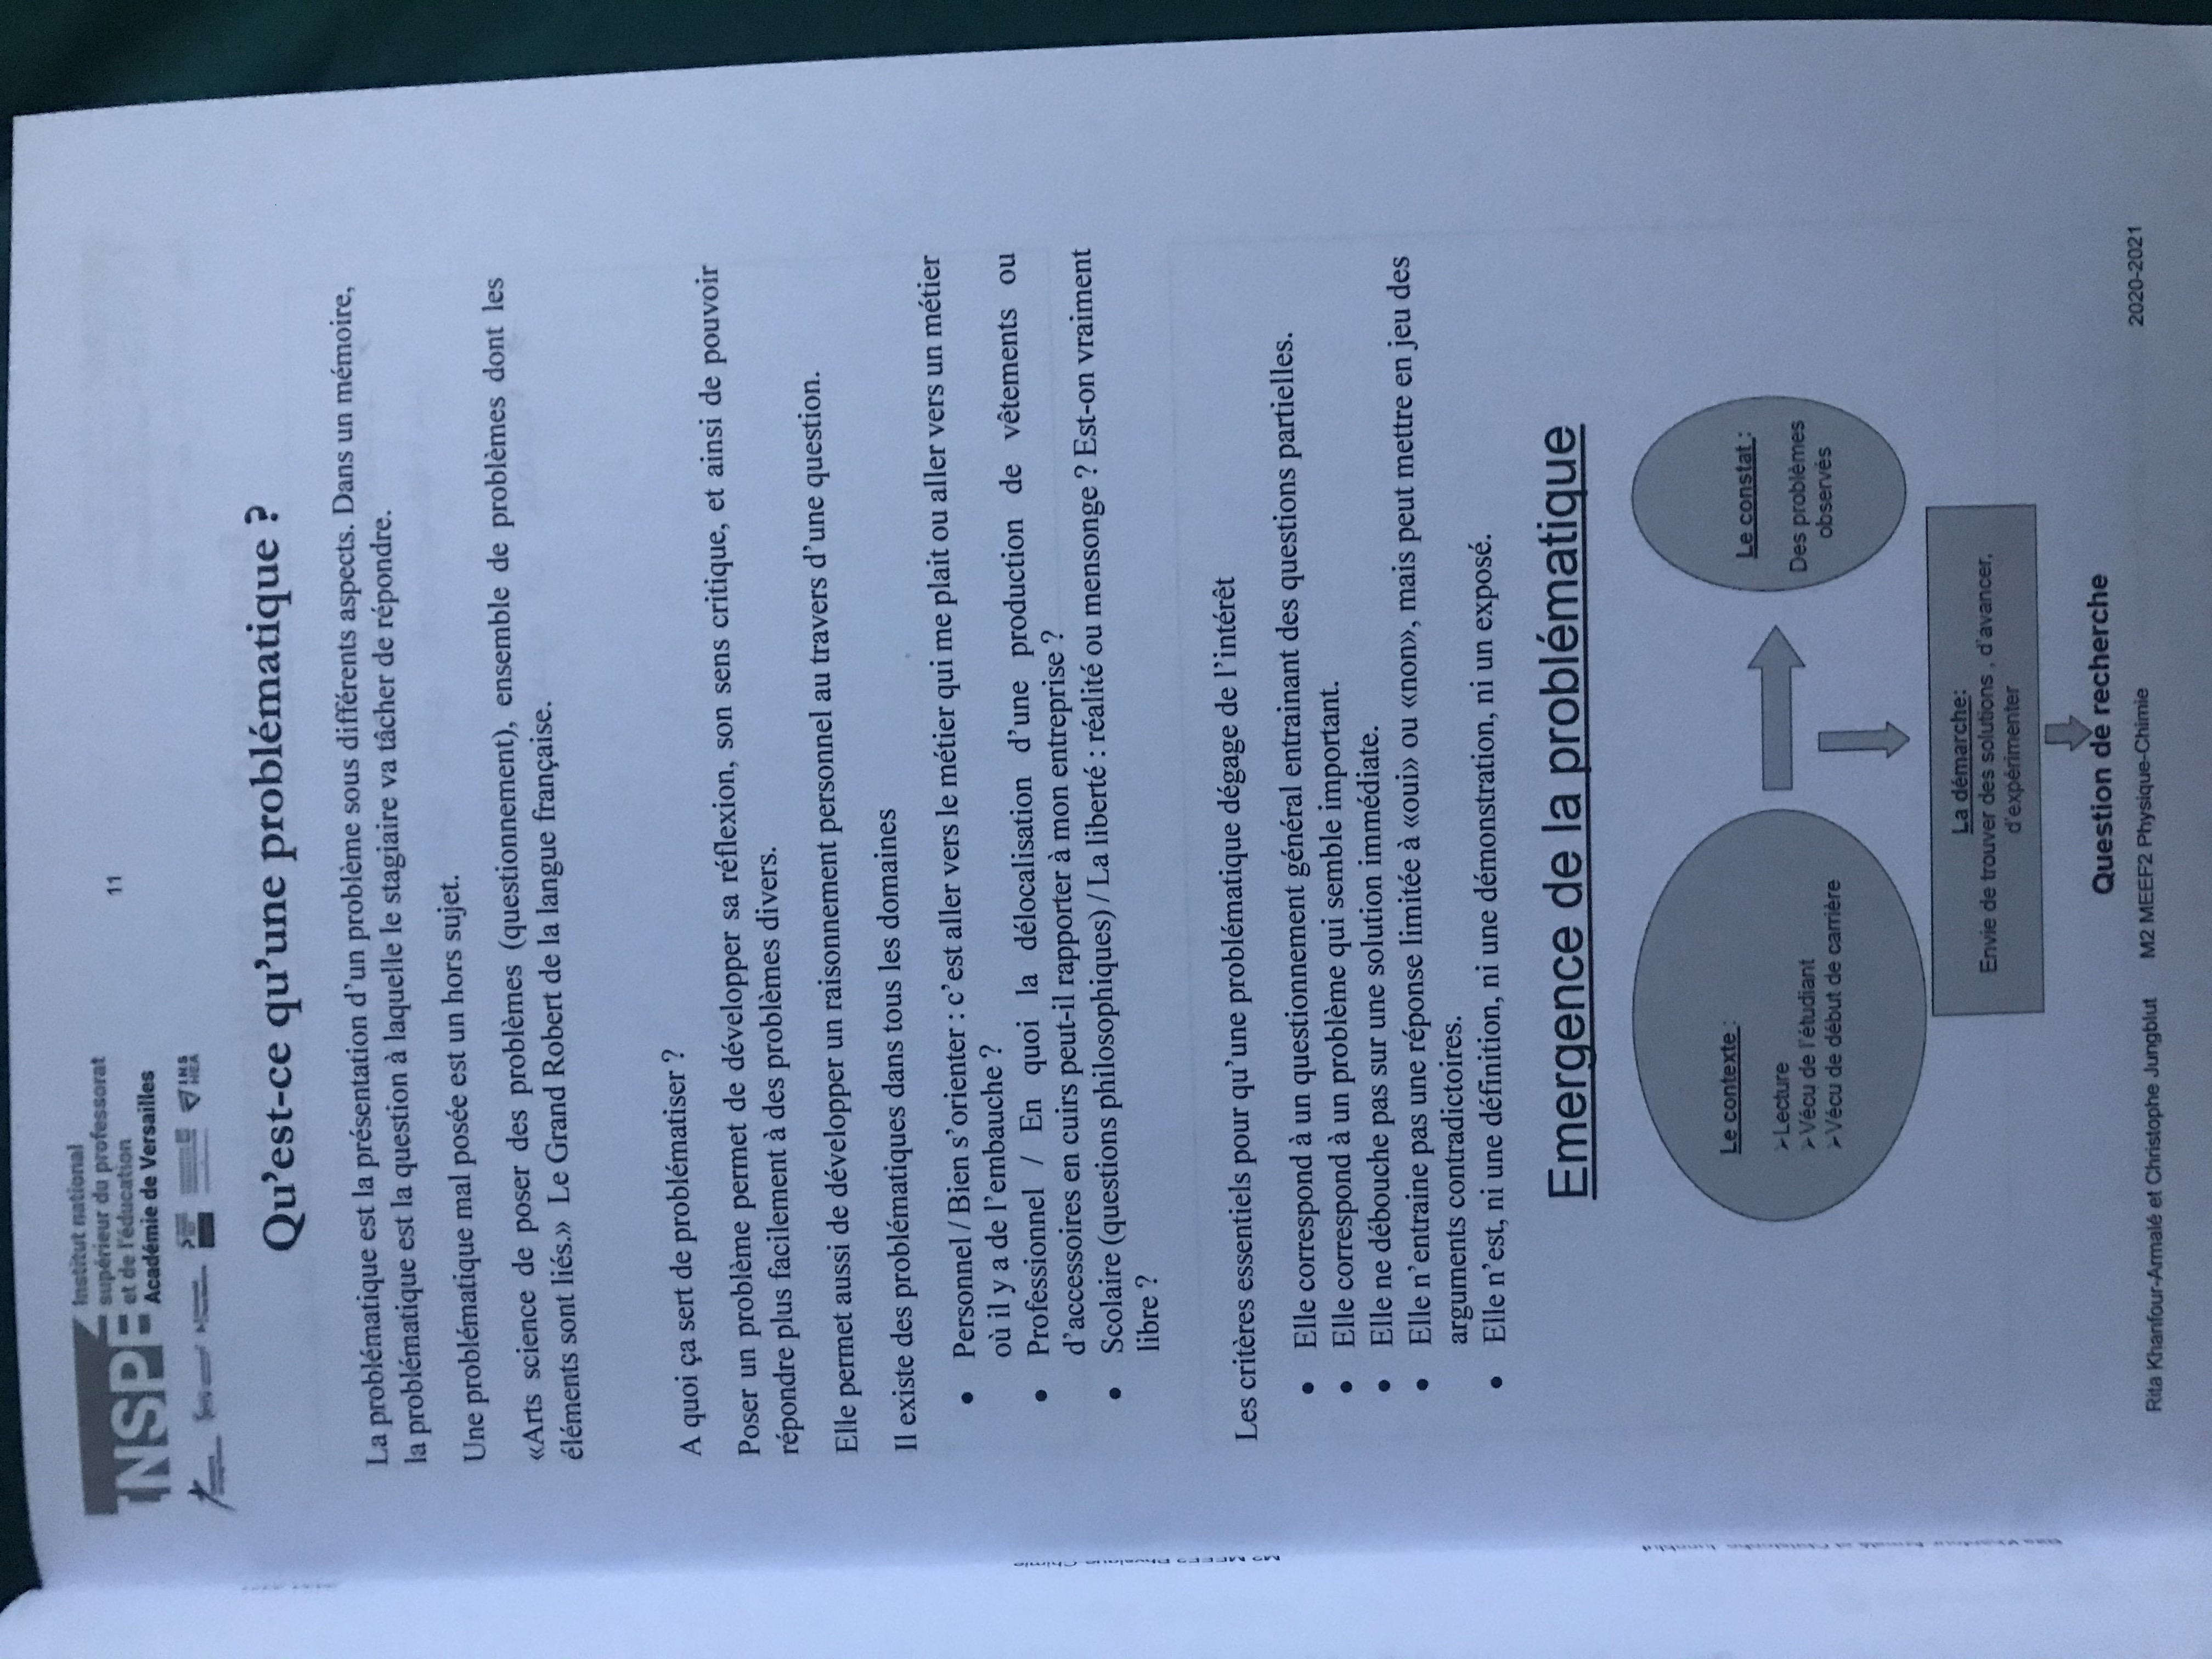 INSPE
Institut national
supérieur du professorat
et de l'éducation
Académie de Versailles
INS
HEA
11
Qu'est-ce qu'une problématique ?
La problématique est la présentation d'un problème sous différents aspects. Dans un mémoire,
la problématique est la question à laquelle le stagiaire va tâcher de répondre.
Une problématique mal posée est un hors sujet.
«Arts science de poser des problèmes (questionnement), ensemble de problèmes dont les
éléments sont liés.» Le Grand Robert de la langue française.
A quoi ça sert de problématiser ?
Poser un problème permet de développer sa réflexion, son sens critique, et ainsi de pouvoir
répondre plus facilement à des problèmes divers.
Elle permet aussi de développer un raisonnement personnel au travers d'une question.
Il existe des problématiques dans tous les domaines
• Personnel / Bien s'orienter : c'est aller vers le métier qui me plait ou aller vers un métier
où il y a de l'embauche ?
• Professionnel / En quoi la délocalisation d'une production de vêtements ou
d'accessoires en cuirs peut-il rapporter à mon entreprise ?
• Scolaire (questions philosophiques) / La liberté : réalité ou mensonge ? Est-on vraiment
libre ?
Les critères essentiels pour qu'une problématique dégage de l'intérêt
• Elle correspond à un questionnement général entrainant des questions partielles.
• Elle correspond à un problème qui semble important.
• Elle ne débouche pas sur une solution immédiate.
• Elle n'entraine pas une réponse limitée à «oui» ou «non», mais peut mettre en jeu des
arguments contradictoires.
• Elle n'est, ni une définition, ni une démonstration, ni un exposé.
Emergence de la problématique
Le contexte :
➢Lecture
➢Vécu de l'étudiant
➢Vécu de début de carrière
Le constat :
Des problèmes
observés
La démarche:
Envie de trouver des solutions , d'avancer,
d'expérimenter
Question de recherche
Rita Khanfour-Armalé et Christophe Jungblut M2 MEEF2 Physique-Chimie 2020-2021
M2 MEEF2 Physique-Chimie